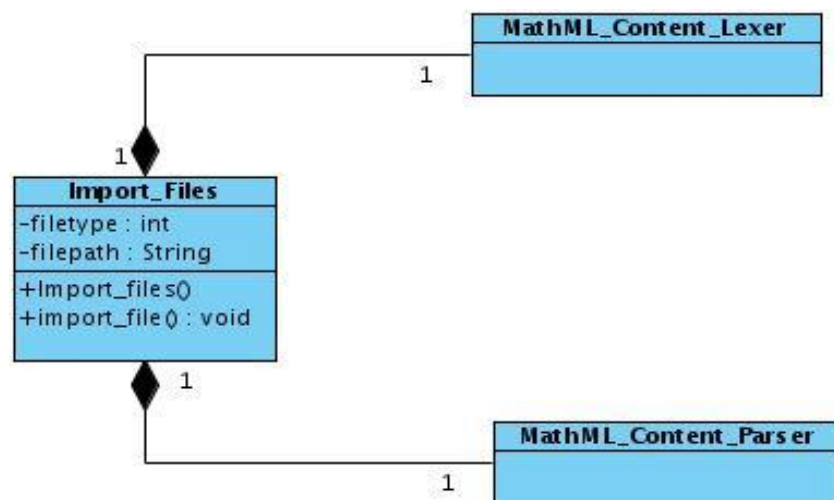 MathML_Content_Lexer
1
1
Import_Files
-filetype : int
-filepath : String
+Import_files()
+import_file() : void
1
MathML_Content_Parser
1